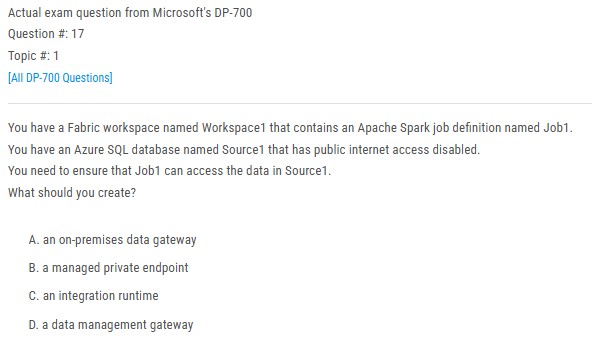 Actual exam question from Microsoft's DP-700
Question #: 17
Topic #: 1
[All DP-700 Questions]
You have a Fabric workspace named Workspace1 that contains an Apache Spark job definition named Job1.
You have an Azure SQL database named Source1 that has public internet access disabled.
You need to ensure that Job1 can access the data in Source1.
What should you create?
A. an on-premises data gateway
B. a managed private endpoint
C. an integration runtime
D. a data management gateway